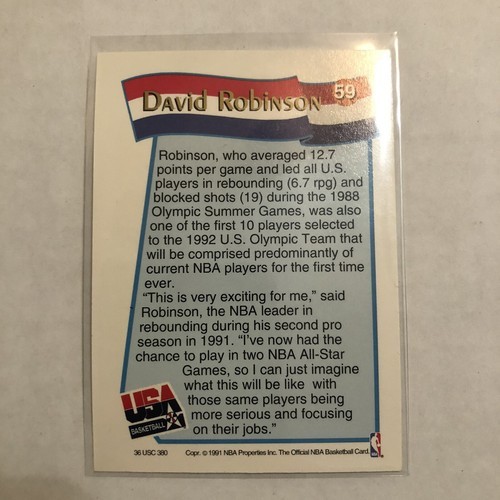 59
David Robinson
Robinson, who averaged 12.7
points per game and led all U.S.
players in rebounding (6.7 rpg) and
blocked shots (19) during the 1988
Olympic Summer Games, was also
one of the first 10 players selected
to the 1992 U.S. Olympic Team that
will be comprised predominantly of
current NBA players for the first time
ever.
“This is very exciting for me,” said
Robinson, the NBA leader in
rebounding during his second pro
season in 1991. “I’ve now had the
chance to play in two NBA All-Star
Games, so I can just imagine
what this will be like with
those same players being
more serious and focusing
on their jobs.”
USA
BASKETBALL
36 USC 380 Copr. © 1991 NBA Properties Inc. The Official NBA Basketball Card.